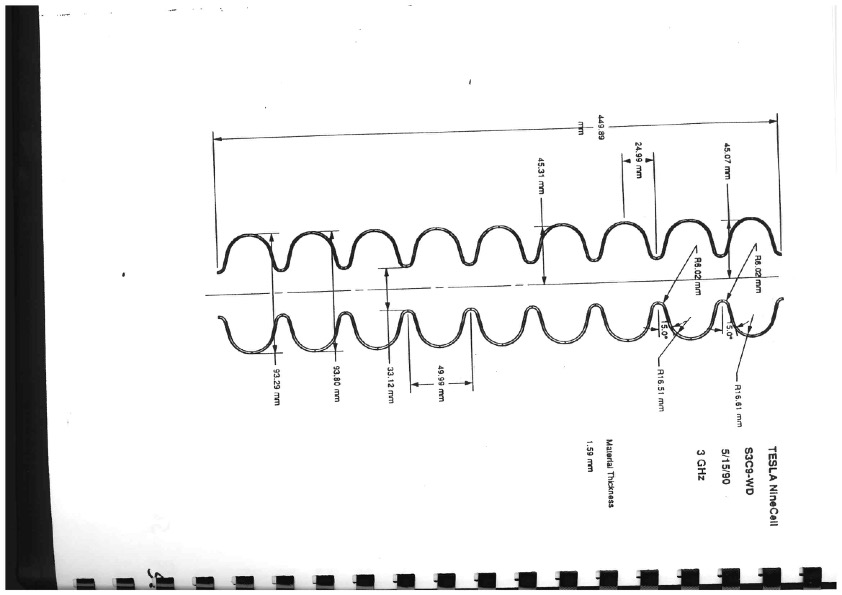 TESLA NineCell
S3C9-WD
5/15/90
3 GHz
Material Thickness
1.59 mm
449.89
mm
45.07 mm
24.99 mm
45.31 mm
R6.02 mm
R6.02 mm
15.0°
15.0°
R16.61 mm
R16.51 mm
49.99 mm
33.12 mm
93.80 mm
93.29 mm